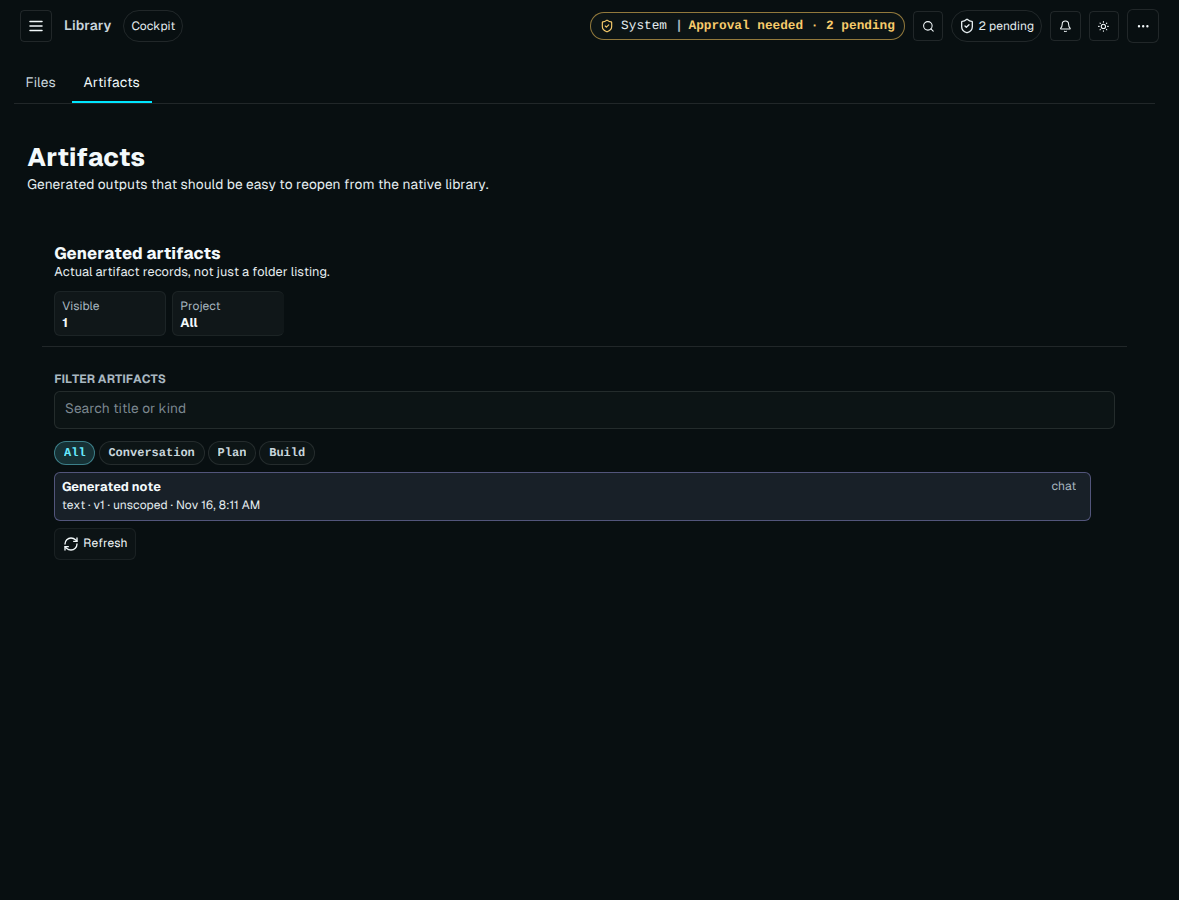 Library Cockpit System | Approval needed · 2 pending 2 pending
Files Artifacts
Artifacts
Generated outputs that should be easy to reopen from the native library.
Generated artifacts
Actual artifact records, not just a folder listing.
Visible Project
1 All
FILTER ARTIFACTS
Search title or kind
All Conversation Plan Build
Generated note chat
text · v1 · unscoped · Nov 16, 8:11 AM
Refresh